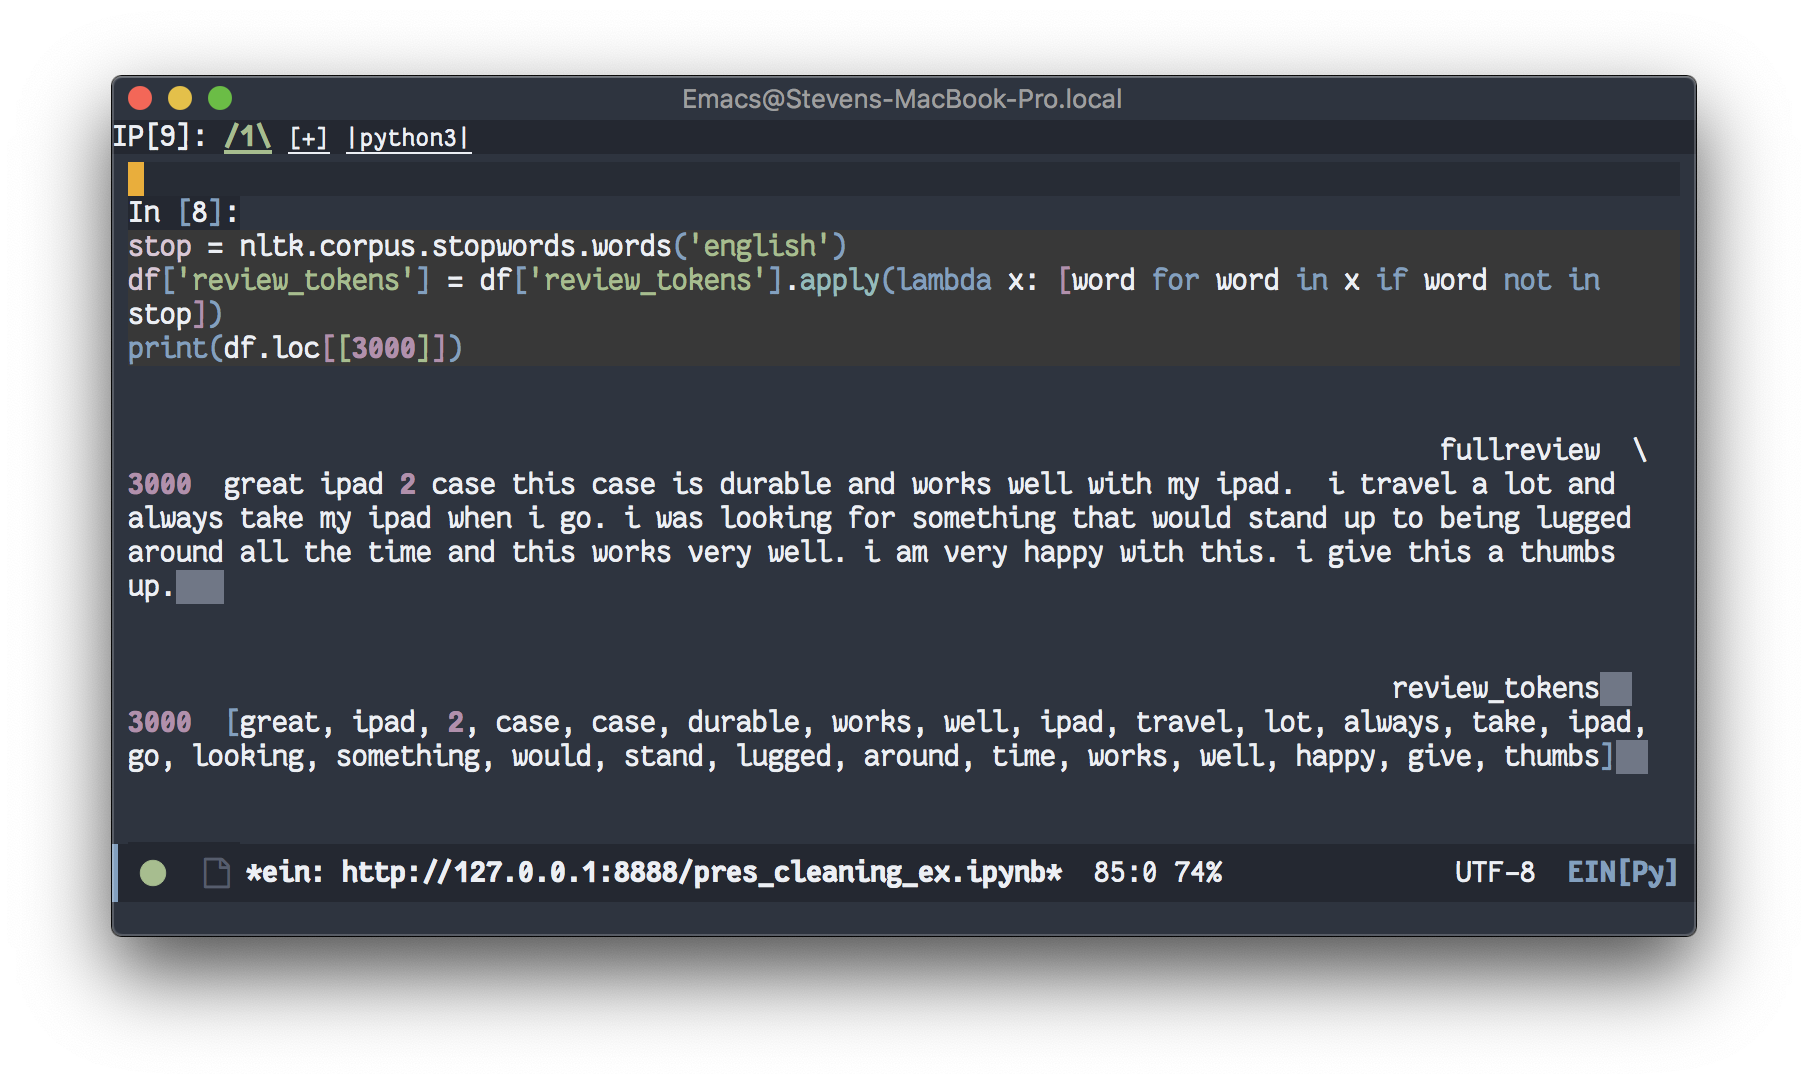 Emacs@Stevens-MacBook-Pro.local
IP[9]: /1\ [+] |python3|
In [8]:
stop = nltk.corpus.stopwords.words('english')
df['review_tokens'] = df['review_tokens'].apply(lambda x: [word for word in x if word not in
stop])
print(df.loc[[3000]])
fullreview \
3000 great ipad 2 case this case is durable and works well with my ipad. i travel a lot and
always take my ipad when i go. i was looking for something that would stand up to being lugged
around all the time and this works very well. i am very happy with this. i give this a thumbs
up.
review_tokens
3000 [great, ipad, 2, case, case, durable, works, well, ipad, travel, lot, always, take, ipad,
go, looking, something, would, stand, lugged, around, time, works, well, happy, give, thumbs]
*ein: http://127.0.0.1:8888/pres_cleaning_ex.ipynb* 85:0 74% UTF-8 EIN[Py]